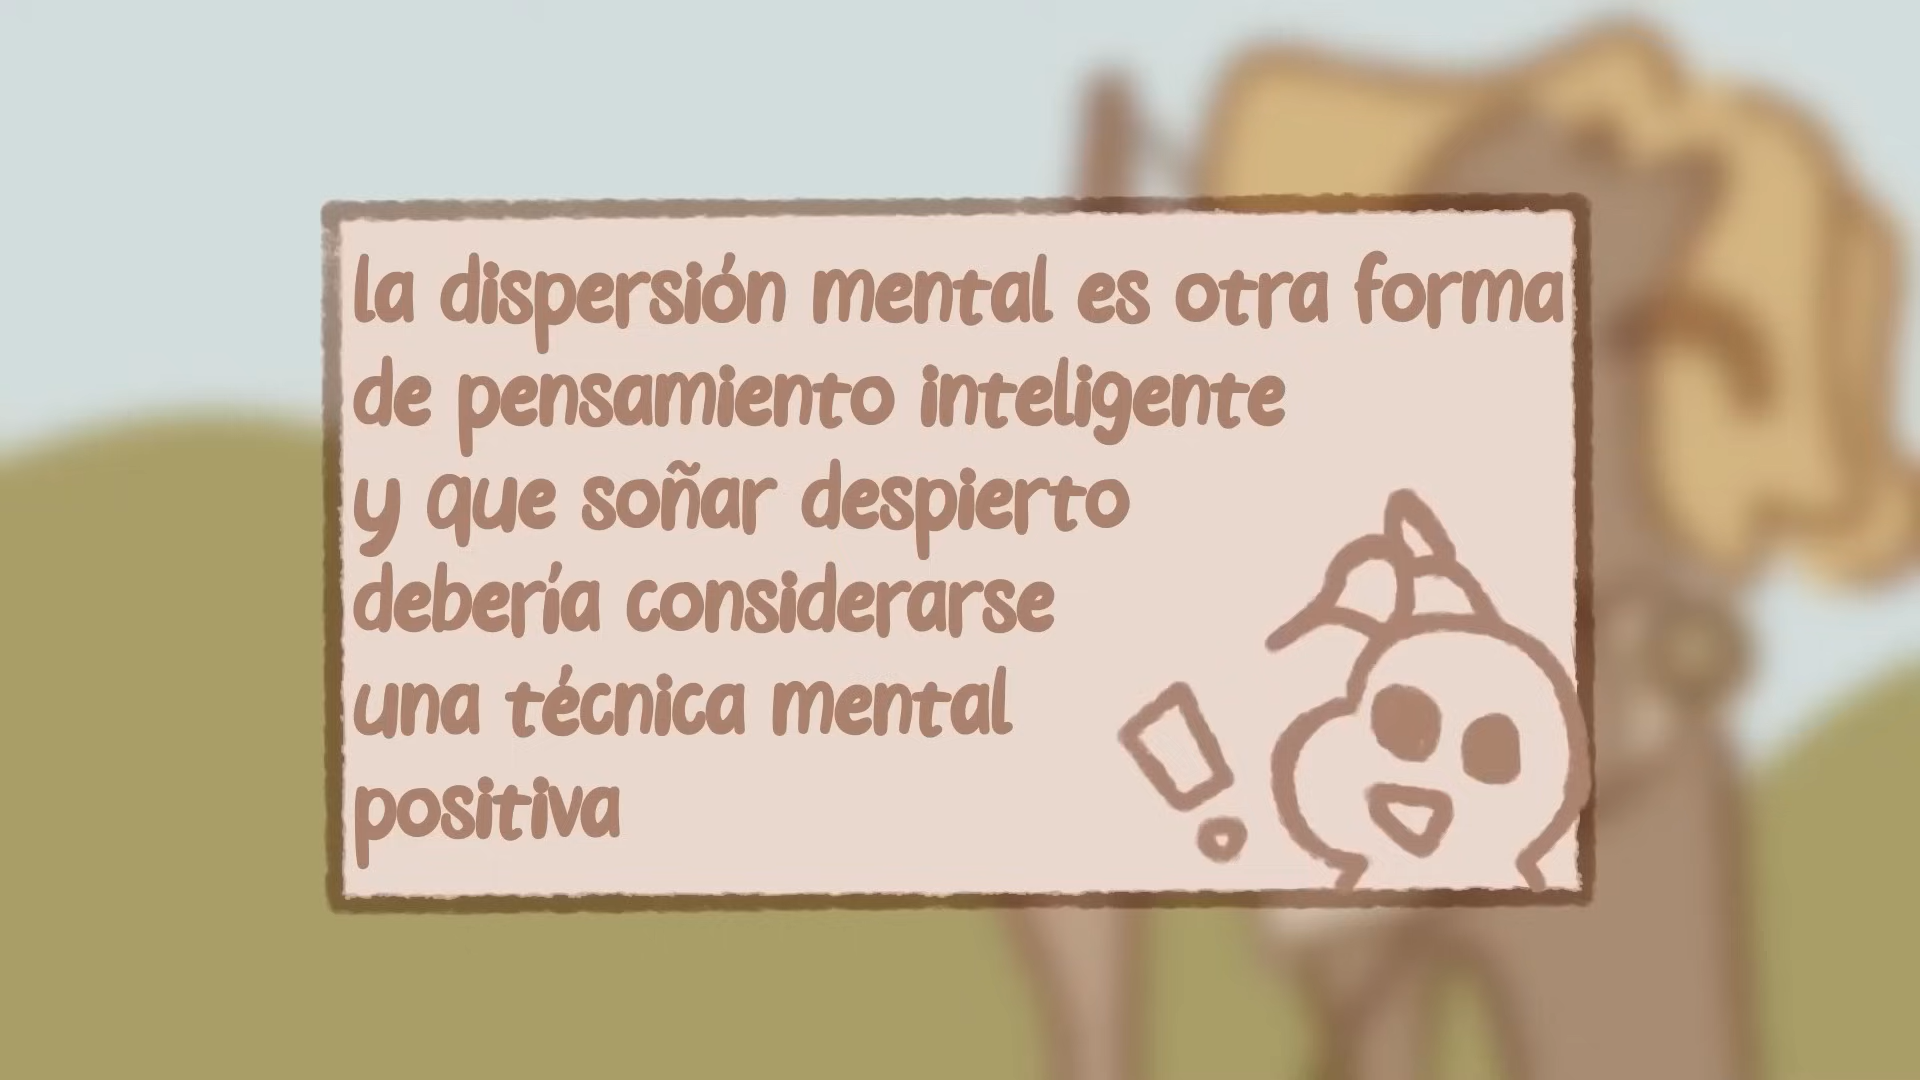 la dispersión mental es otra forma
de pensamiento inteligente
y que soñar despierto
debería considerarse
una técnica mental
positiva
!